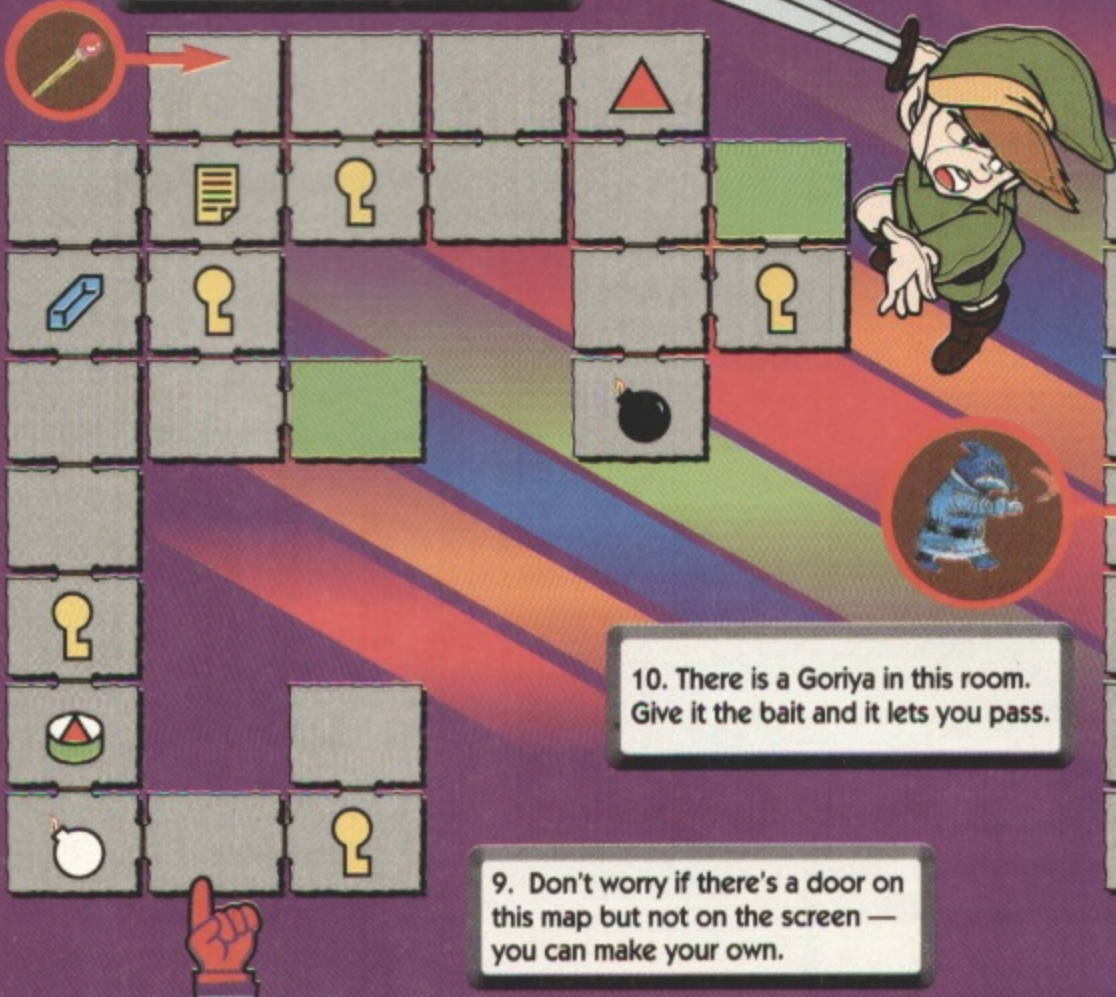 10. There is a Goriya in this room.
Give it the bait and it lets you pass.
9. Don't worry if there's a door on
this map but not on the screen —
you can make your own.